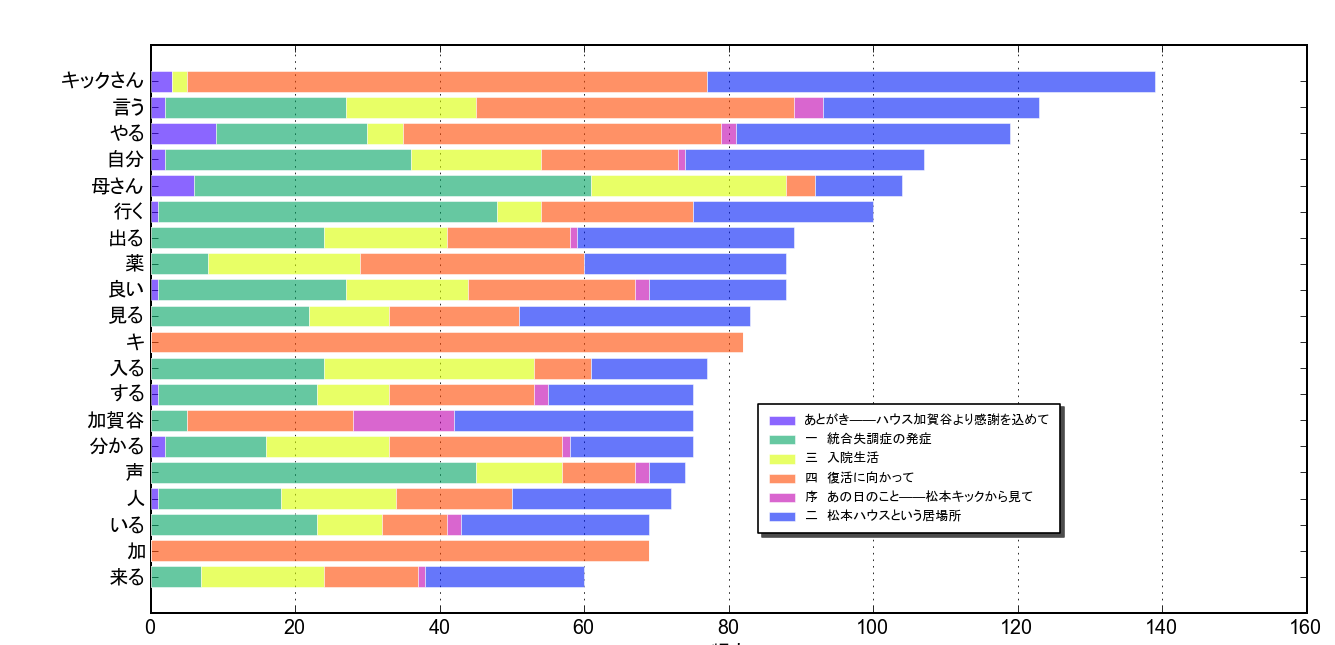 キックさん
言う
やる
自分
母さん
行く
出る
薬
良い
見る
キ
入る
する
加賀谷
分かる
声
人
いる
加
来る
あとがき――ハウス加賀谷より感謝を込めて
一 統合失調症の発症
三 入院生活
四 復活に向かって
序 あの日のこと――松本キックから見て
二 松本ハウスという居場所
0 20 40 60 80 100 120 140 160